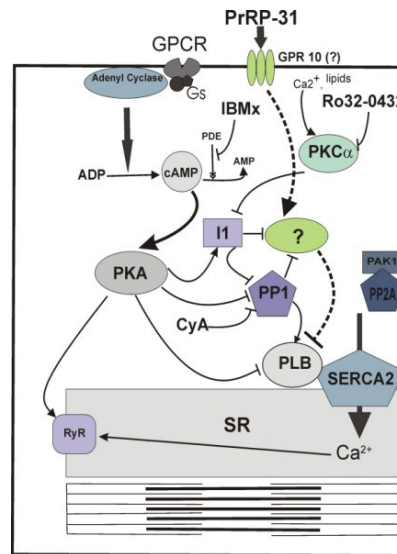 PrRP-31
GPCR
GPR 10 (?)
Adenyl Cyclase
Gs
Ca2+, lipids
IBMx
Ro32-0432
PDE
PKCα
ADP
cAMP
AMP
I1
?
PAK1
PKA
PP1
PP2A
CyA
PLB
SERCA2
SR
RyR
Ca2+